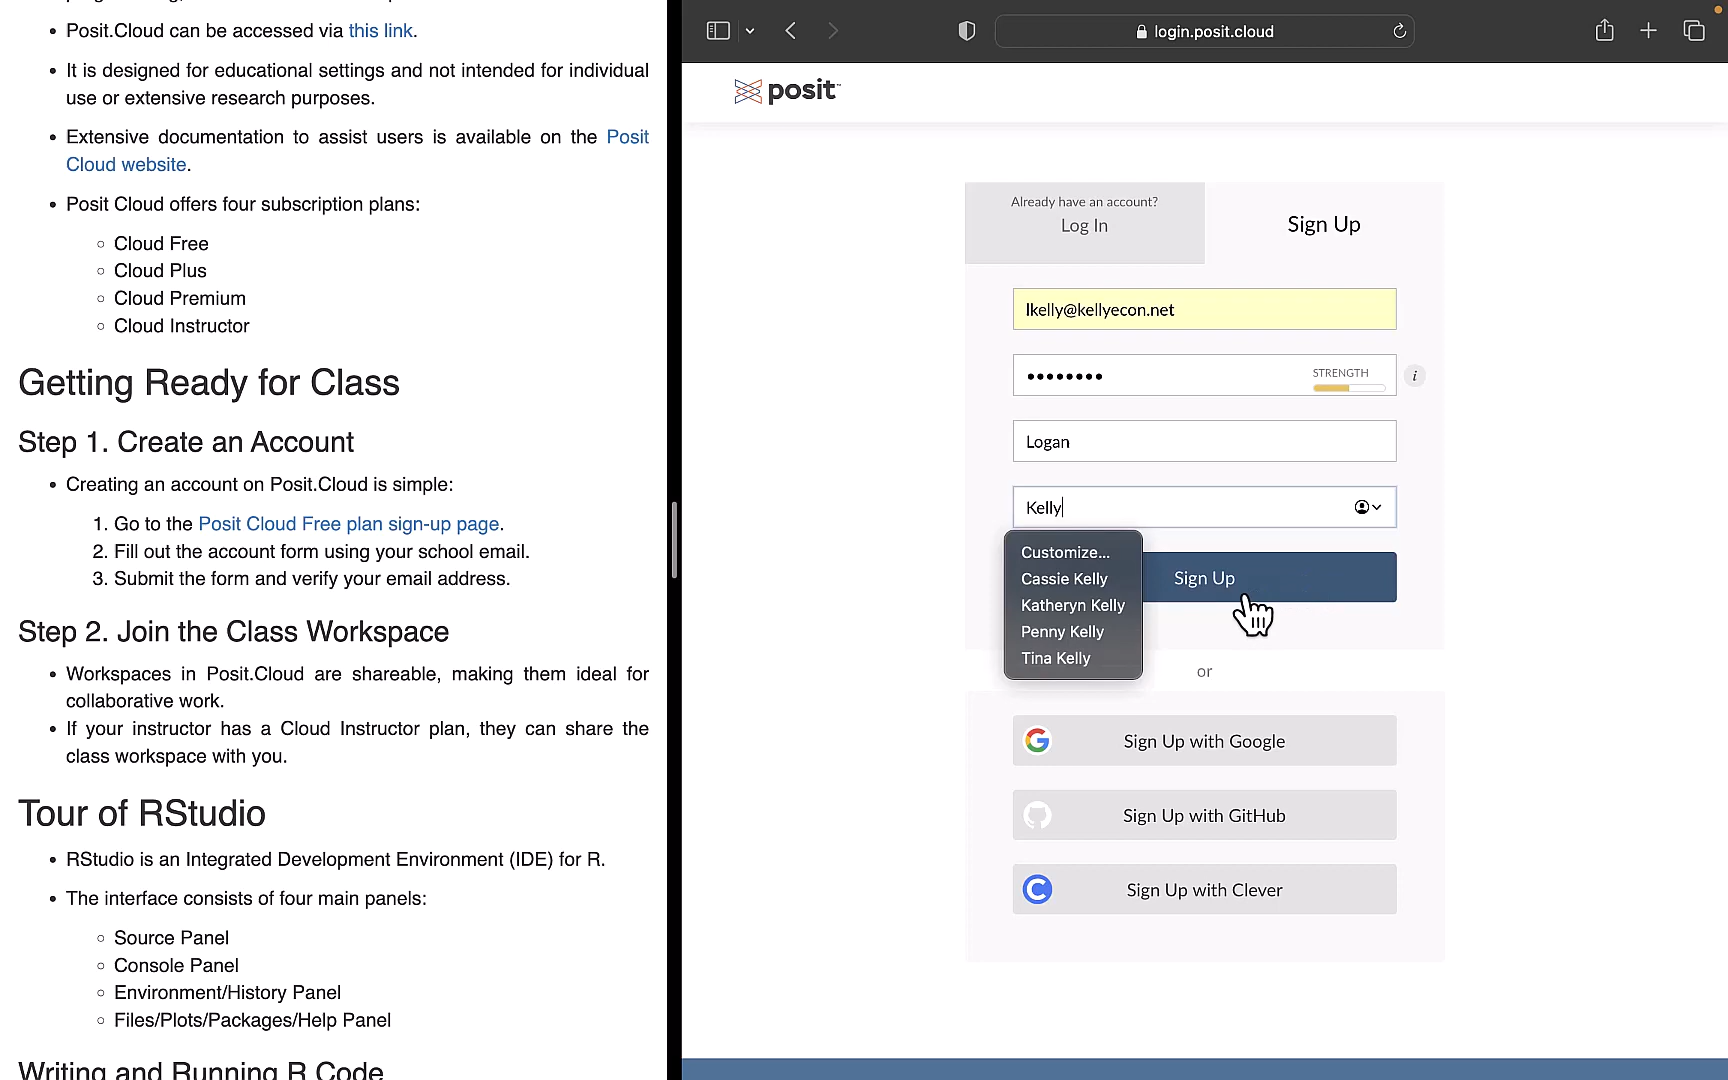 Posit.Cloud can be accessed via this link.
It is designed for educational settings and not intended for individual
use or extensive research purposes.
Extensive documentation to assist users is available on the Posit
Cloud website.
Posit Cloud offers four subscription plans:
Cloud Free
Cloud Plus
Cloud Premium
Cloud Instructor
Getting Ready for Class
Step 1. Create an Account
Creating an account on Posit.Cloud is simple:
1. Go to the Posit Cloud Free plan sign-up page.
2. Fill out the account form using your school email.
3. Submit the form and verify your email address.
Step 2. Join the Class Workspace
Workspaces in Posit.Cloud are shareable, making them ideal for
collaborative work.
If your instructor has a Cloud Instructor plan, they can share the
class workspace with you.
Tour of RStudio
RStudio is an Integrated Development Environment (IDE) for R.
The interface consists of four main panels:
Source Panel
Console Panel
Environment/History Panel
Files/Plots/Packages/Help Panel
Writing and Running R Code
login.posit.cloud
posit
Already have an account?
Log In
Sign Up
lkelly@kellyecon.net
STRENGTH
Logan
Kelly
Customize...
Cassie Kelly
Katheryn Kelly
Penny Kelly
Tina Kelly
Sign Up
or
Sign Up with Google
Sign Up with GitHub
Sign Up with Clever